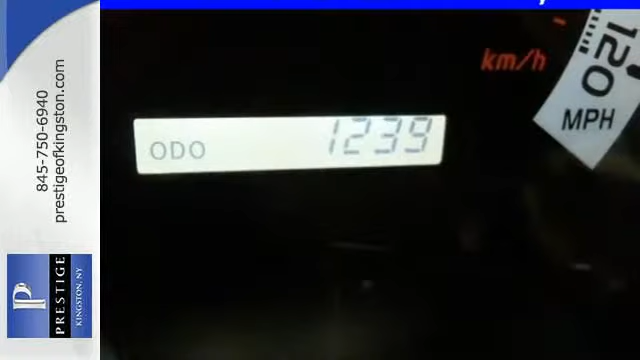 845-750-6940
prestigeofkingston.com
P
PRESTIGE
KINGSTON, NY
ODO 1239
km/h
120
MPH